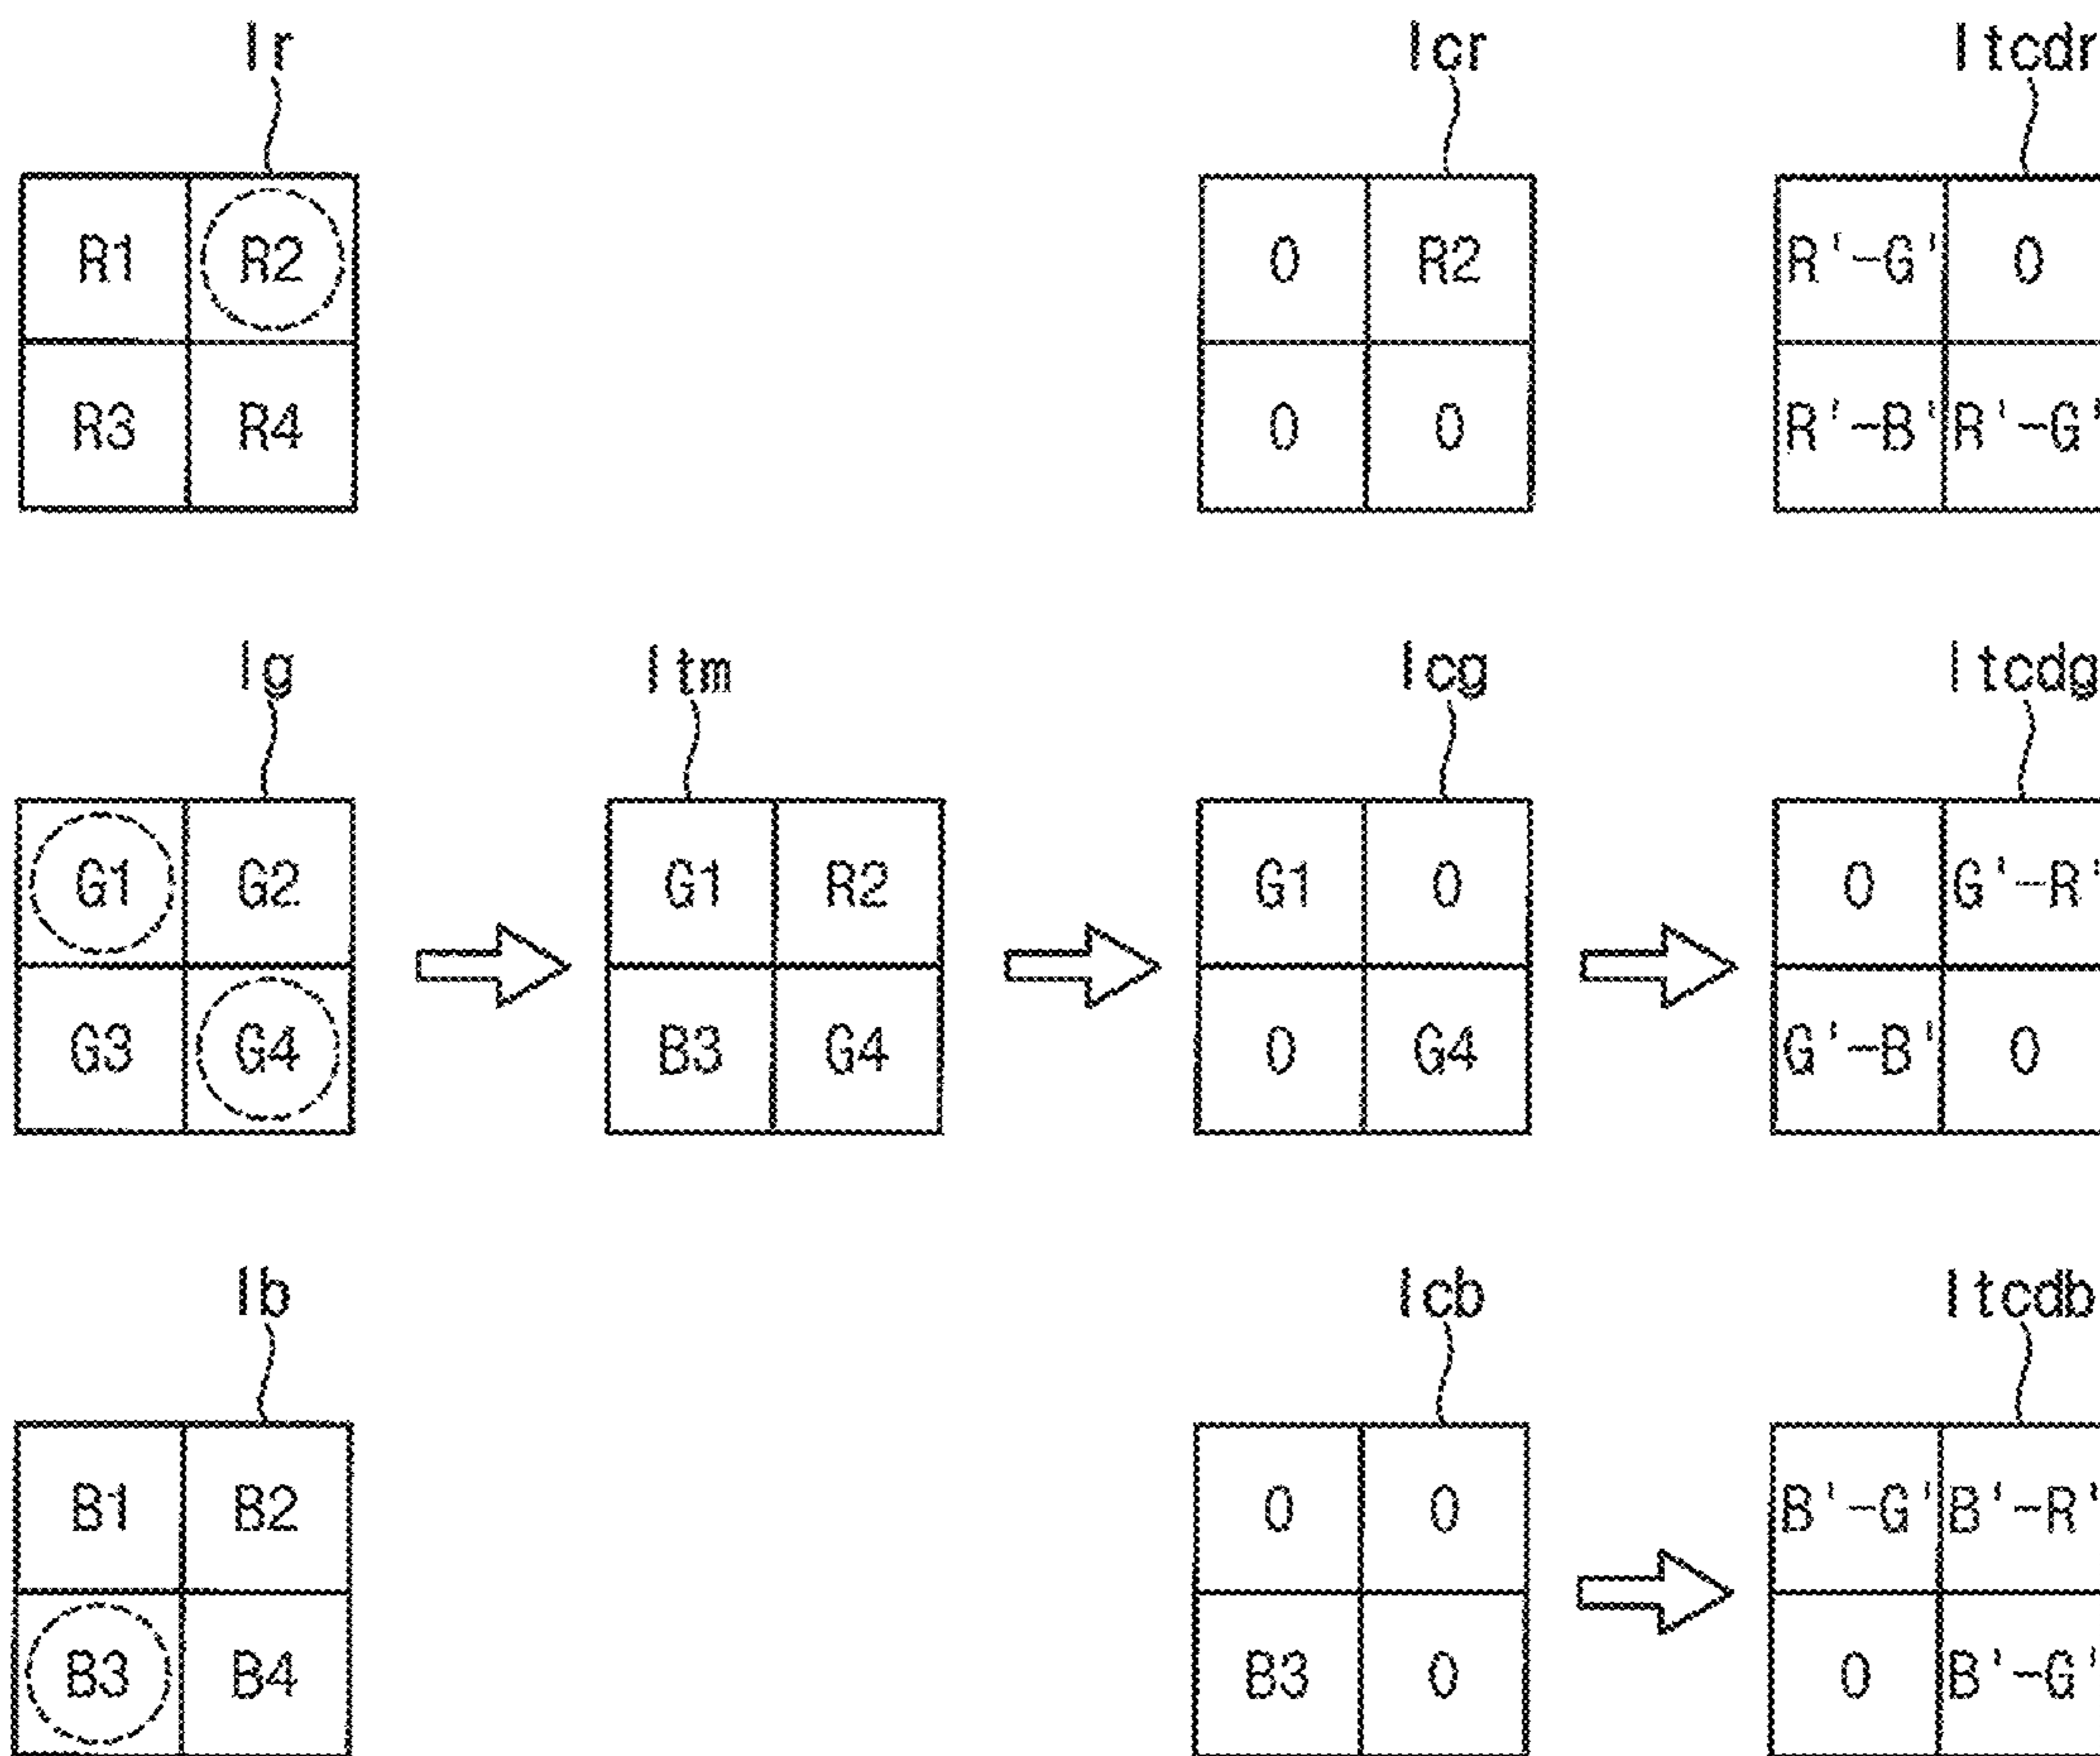 Ir Icr Itcdr
R1 R2 0 R2 R'-G' 0
R3 R4 0 0 R'-B' R'-G'
Ig Itm Icg Itcdg
G1 G2 G1 R2 G1 0 0 G'-R'
G3 G4 B3 G4 0 G4 G'-B' 0
Ib Icb Itcdb
B1 B2 0 0 B'-G' B'-R'
B3 B4 B3 0 0 B'-G'